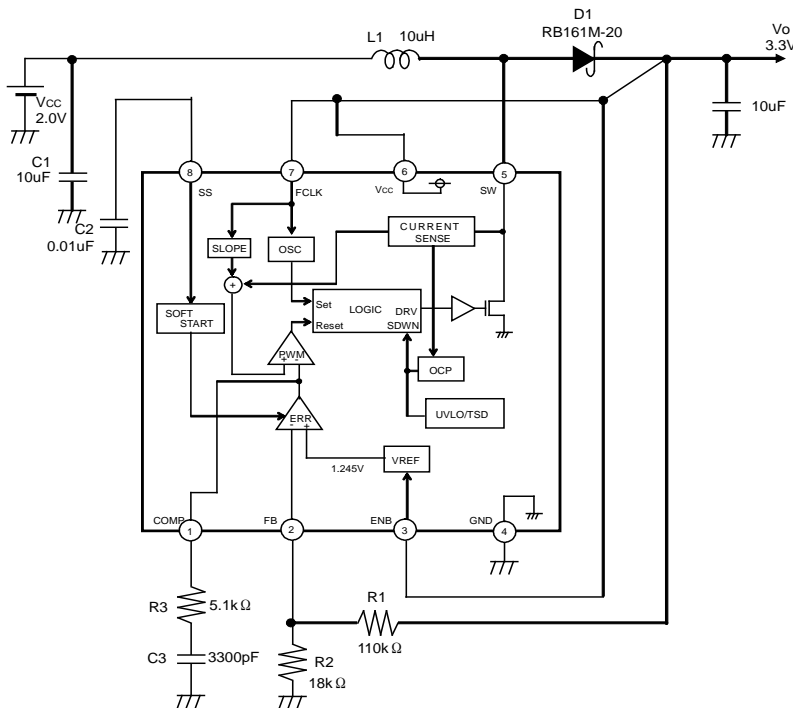 D1
L1 10uH
RB161M-20
Vo
3.3V
VCC
2.0V
10uF
C1
10uF
8
7
6
5
SS
FCLK
VCC
SW
C2
0.01uF
CURRENT
SENSE
SLOPE
OSC
+
Set
LOGIC
DRV
SDWN
Reset
SOFT
START
PWM
+ -
OCP
ERR
- +
UVLO/TSD
1.245V
VREF
COMP
FB
ENB
GND
1
2
3
4
R3
5.1kΩ
R1
110kΩ
C3
3300pF
R2
18kΩ